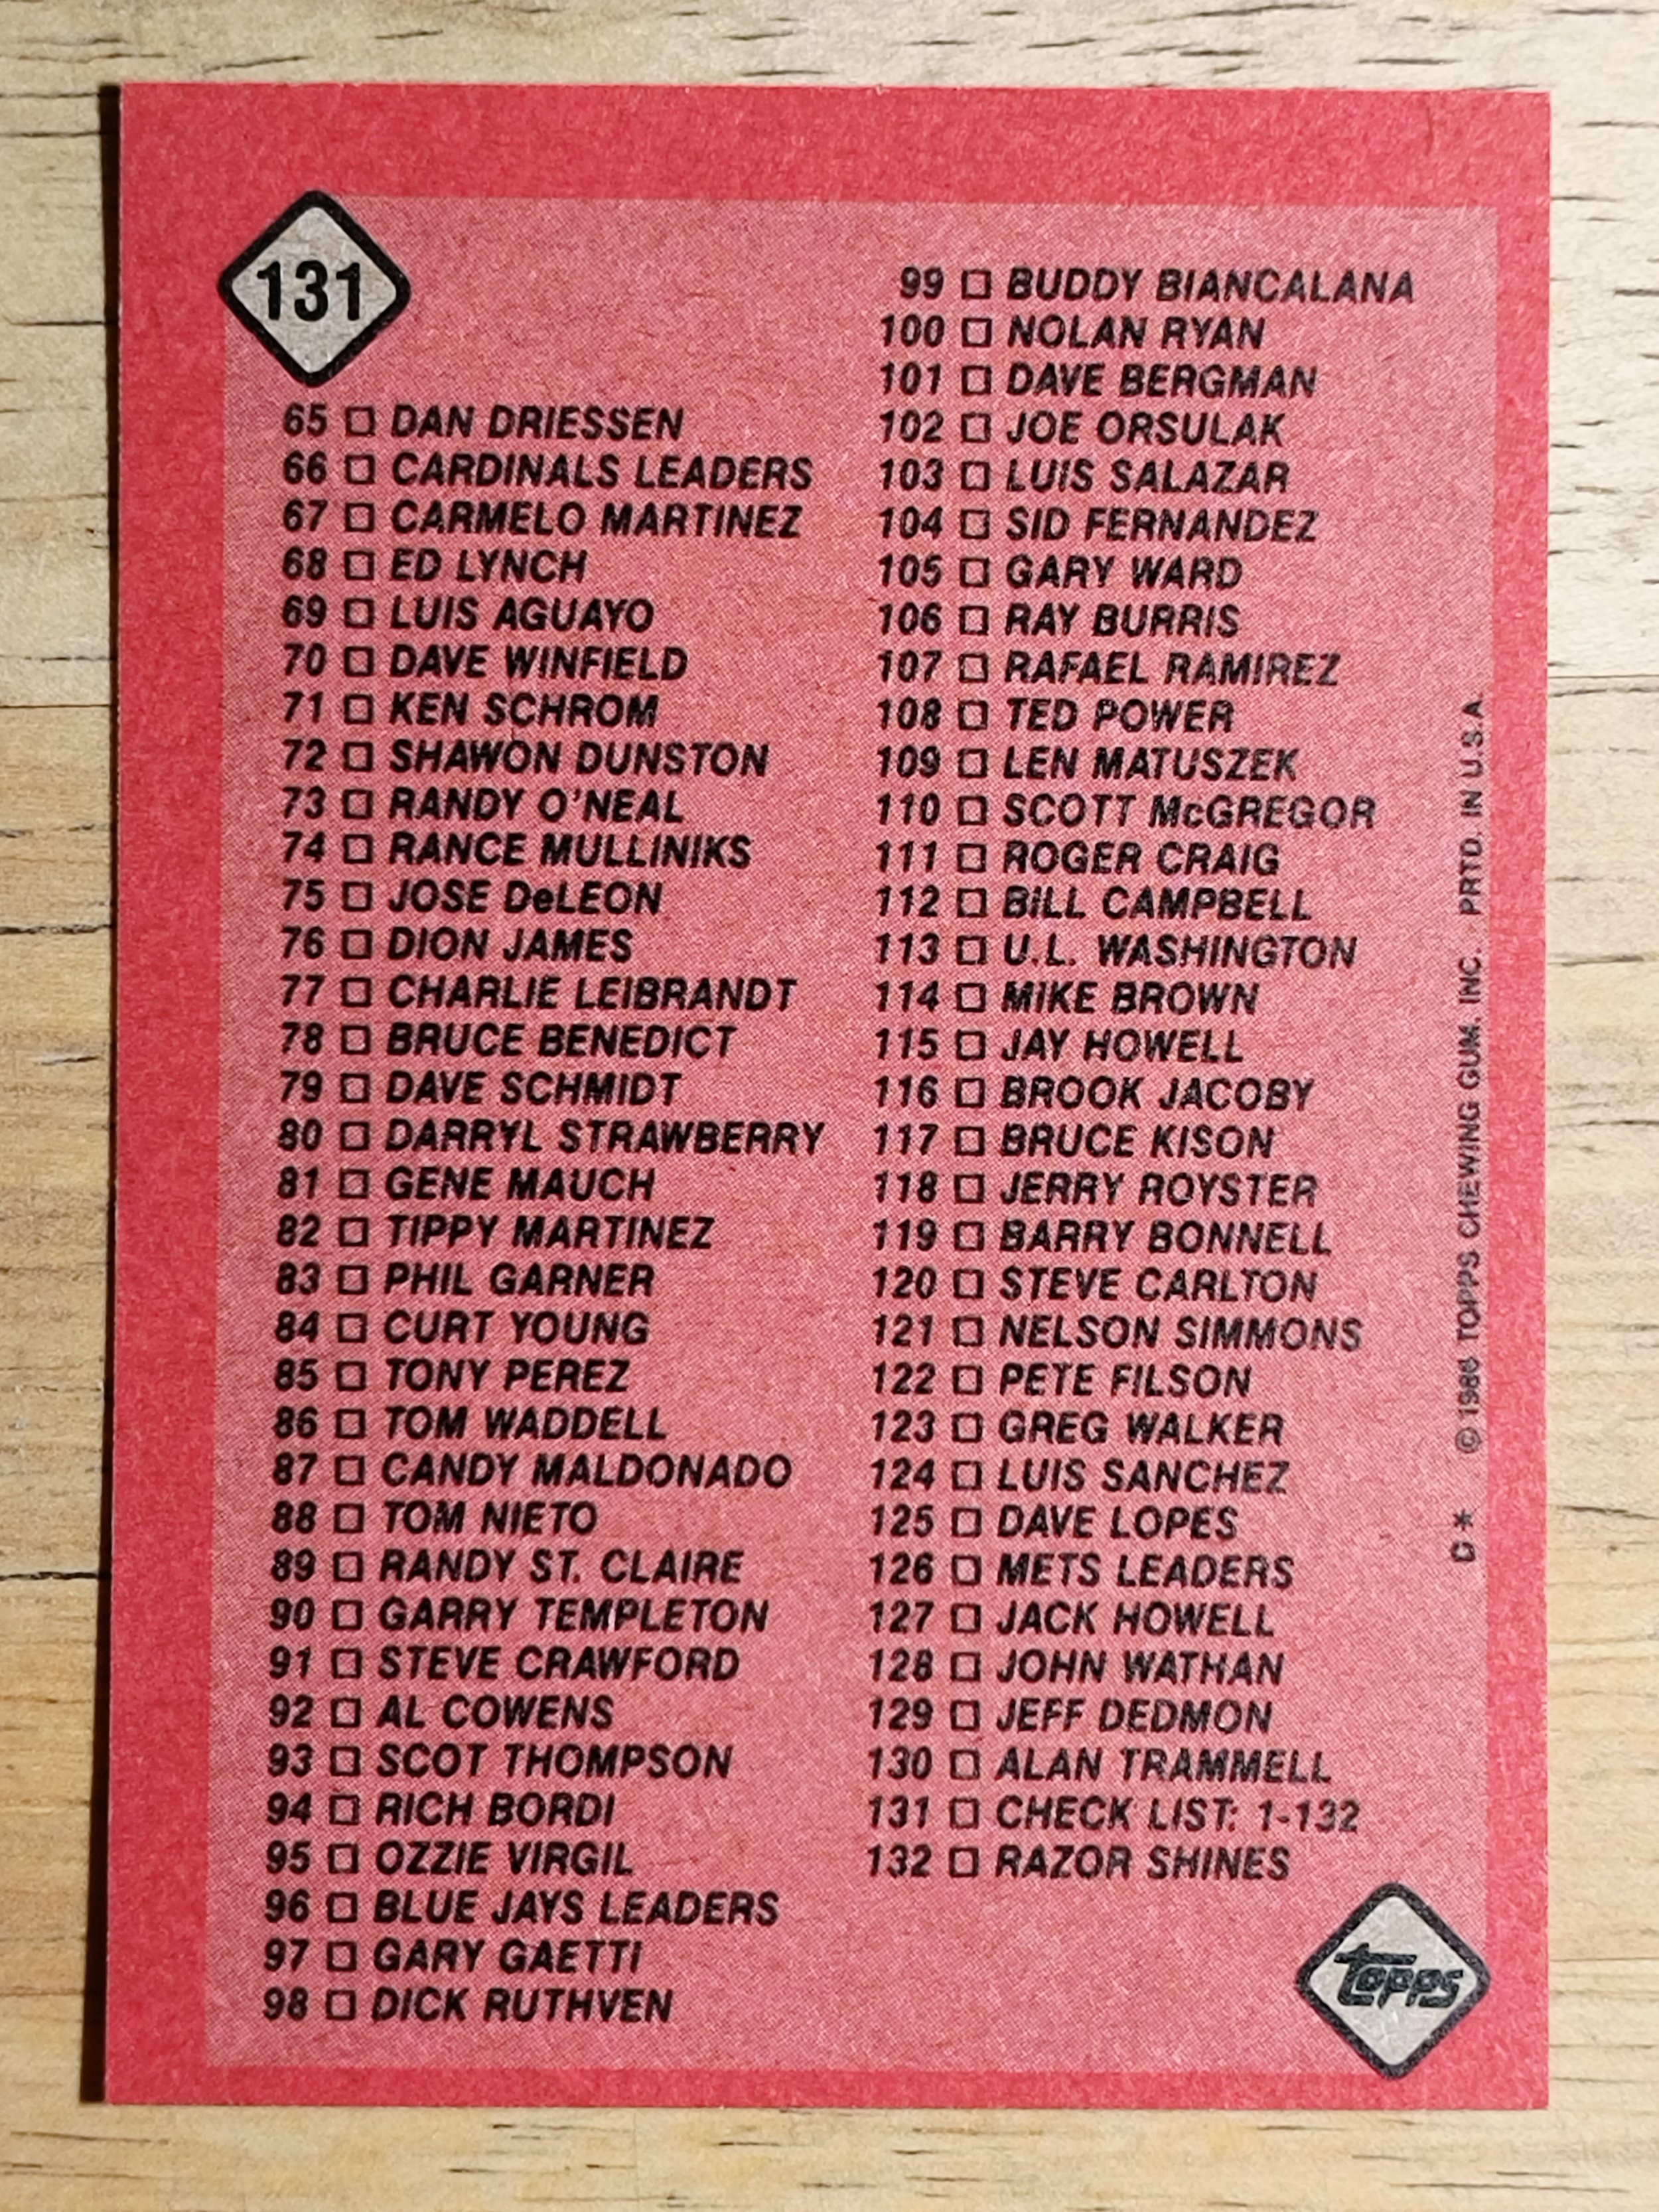 131
65 □ DAN DRIESSEN
66 □ CARDINALS LEADERS
67 □ CARMELO MARTINEZ
68 □ ED LYNCH
69 □ LUIS AGUAYO
70 □ DAVE WINFIELD
71 □ KEN SCHROM
72 □ SHAWON DUNSTON
73 □ RANDY O'NEAL
74 □ RANCE MULLINIKS
75 □ JOSE DeLEON
76 □ DION JAMES
77 □ CHARLIE LEIBRANDT
78 □ BRUCE BENEDICT
79 □ DAVE SCHMIDT
80 □ DARRYL STRAWBERRY
81 □ GENE MAUCH
82 □ TIPPY MARTINEZ
83 □ PHIL GARNER
84 □ CURT YOUNG
85 □ TONY PEREZ
86 □ TOM WADDELL
87 □ CANDY MALDONADO
88 □ TOM NIETO
89 □ RANDY ST. CLAIRE
90 □ GARRY TEMPLETON
91 □ STEVE CRAWFORD
92 □ AL COWENS
93 □ SCOT THOMPSON
94 □ RICH BORDI
95 □ OZZIE VIRGIL
96 □ BLUE JAYS LEADERS
97 □ GARY GAETTI
98 □ DICK RUTHVEN
99 □ BUDDY BIANCALANA
100 □ NOLAN RYAN
101 □ DAVE BERGMAN
102 □ JOE ORSULAK
103 □ LUIS SALAZAR
104 □ SID FERNANDEZ
105 □ GARY WARD
106 □ RAY BURRIS
107 □ RAFAEL RAMIREZ
108 □ TED POWER
109 □ LEN MATUSZEK
110 □ SCOTT McGREGOR
111 □ ROGER CRAIG
112 □ BILL CAMPBELL
113 □ U.L. WASHINGTON
114 □ MIKE BROWN
115 □ JAY HOWELL
116 □ BROOK JACOBY
117 □ BRUCE KISON
118 □ JERRY ROYSTER
119 □ BARRY BONNELL
120 □ STEVE CARLTON
121 □ NELSON SIMMONS
122 □ PETE FILSON
123 □ GREG WALKER
124 □ LUIS SANCHEZ
125 □ DAVE LOPES
126 □ METS LEADERS
127 □ JACK HOWELL
128 □ JOHN WATHAN
129 □ JEFF DEDMON
130 □ ALAN TRAMMELL
131 □ CHECK LIST: 1-132
132 □ RAZOR SHINES
D* © 1986 TOPPS CHEWING GUM, INC. PRTD. IN U.S.A.
topps